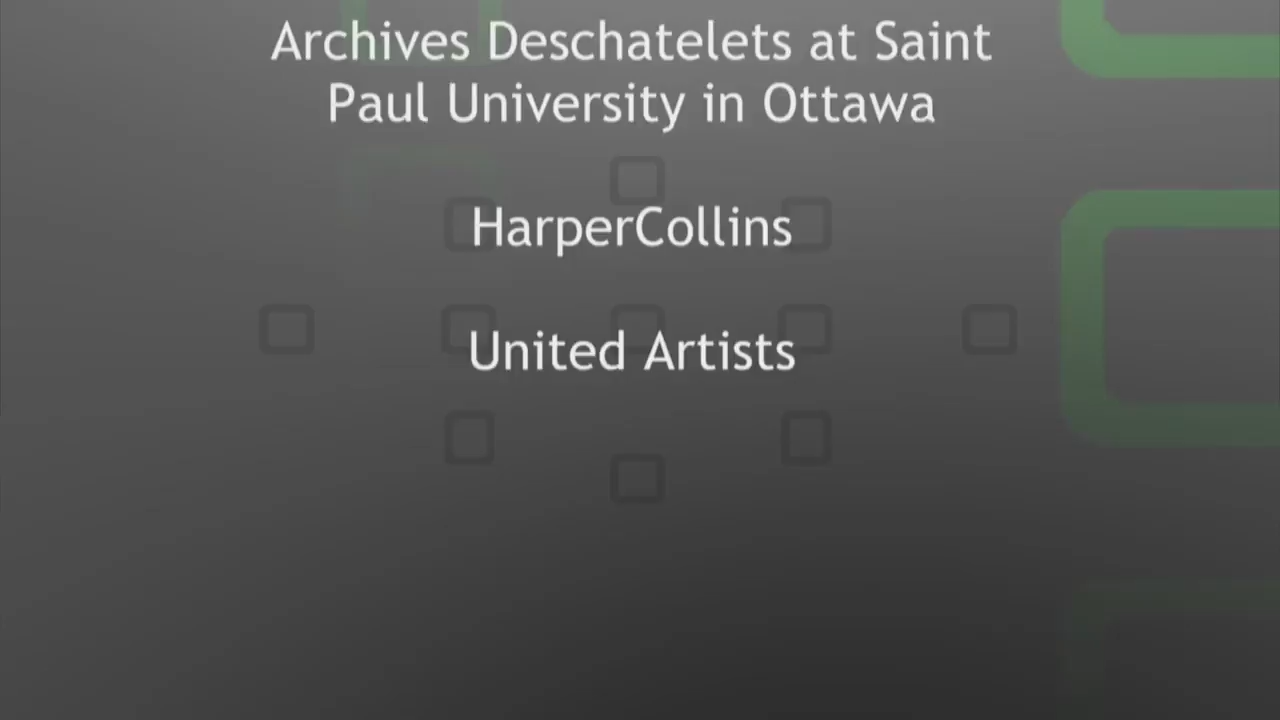 Archives Deschatelets at Saint
Paul University in Ottawa
HarperCollins
United Artists